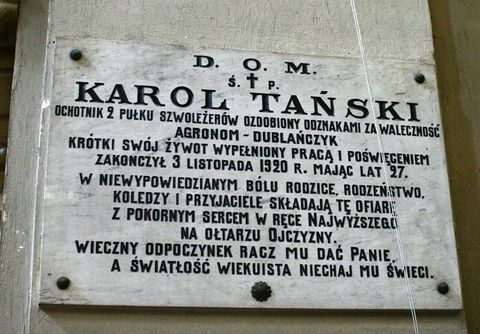 D. O. M.
Ś. † P.
KAROL TAŃSKI
OCHOTNIK 2 PUŁKU SZWOLEŻERÓW OZDOBIONY ODZNAKAMI ZA WALECZNOŚĆ
AGRONOM - DUBLAŃCZYK
KRÓTKI SWÓJ ŻYWOT WYPEŁNIONY PRACĄ I POŚWIĘCENIEM
ZAKOŃCZYŁ 3 LISTOPADA 1920 R. MAJĄC LAT 27.
W NIEWYPOWIEDZIANYM BÓLU RODZICE, RODZEŃSTWO,
KOLEDZY I PRZYJACIELE SKŁADAJĄ TĘ OFIARĘ
Z POKORNYM SERCEM W RĘCE NAJWYŻSZEGO
NA OŁTARZU OJCZYZNY.
WIECZNY ODPOCZYNEK RACZ MU DAĆ PANIE,
A ŚWIATŁOŚĆ WIEKUISTA NIECHAJ MU ŚWIECI.